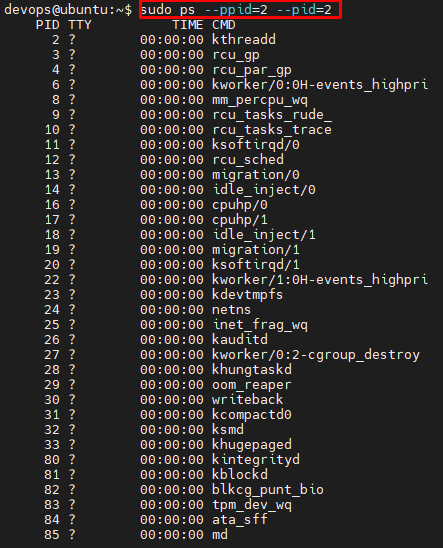 devops@ubuntu:~$ sudo ps --ppid=2 --pid=2
PID TTY TIME CMD
2 ? 00:00:00 kthreadd
3 ? 00:00:00 rcu_gp
4 ? 00:00:00 rcu_par_gp
6 ? 00:00:00 kworker/0:0H-events_highpri
8 ? 00:00:00 mm_percpu_wq
9 ? 00:00:00 rcu_tasks_rude_
10 ? 00:00:00 rcu_tasks_trace
11 ? 00:00:00 ksoftirqd/0
12 ? 00:00:00 rcu_sched
13 ? 00:00:00 migration/0
14 ? 00:00:00 idle_inject/0
16 ? 00:00:00 cpuhp/0
17 ? 00:00:00 cpuhp/1
18 ? 00:00:00 idle_inject/1
19 ? 00:00:00 migration/1
20 ? 00:00:00 ksoftirqd/1
22 ? 00:00:00 kworker/1:0H-events_highpri
23 ? 00:00:00 kdevtmpfs
24 ? 00:00:00 netns
25 ? 00:00:00 inet_frag_wq
26 ? 00:00:00 kauditd
27 ? 00:00:00 kworker/0:2-cgroup_destroy
28 ? 00:00:00 khungtaskd
29 ? 00:00:00 oom_reaper
30 ? 00:00:00 writeback
31 ? 00:00:00 kcompactd0
32 ? 00:00:00 ksmd
33 ? 00:00:00 khugepaged
80 ? 00:00:00 kintegrityd
81 ? 00:00:00 kblockd
82 ? 00:00:00 blkcg_punt_bio
83 ? 00:00:00 tpm_dev_wq
84 ? 00:00:00 ata_sff
85 ? 00:00:00 md